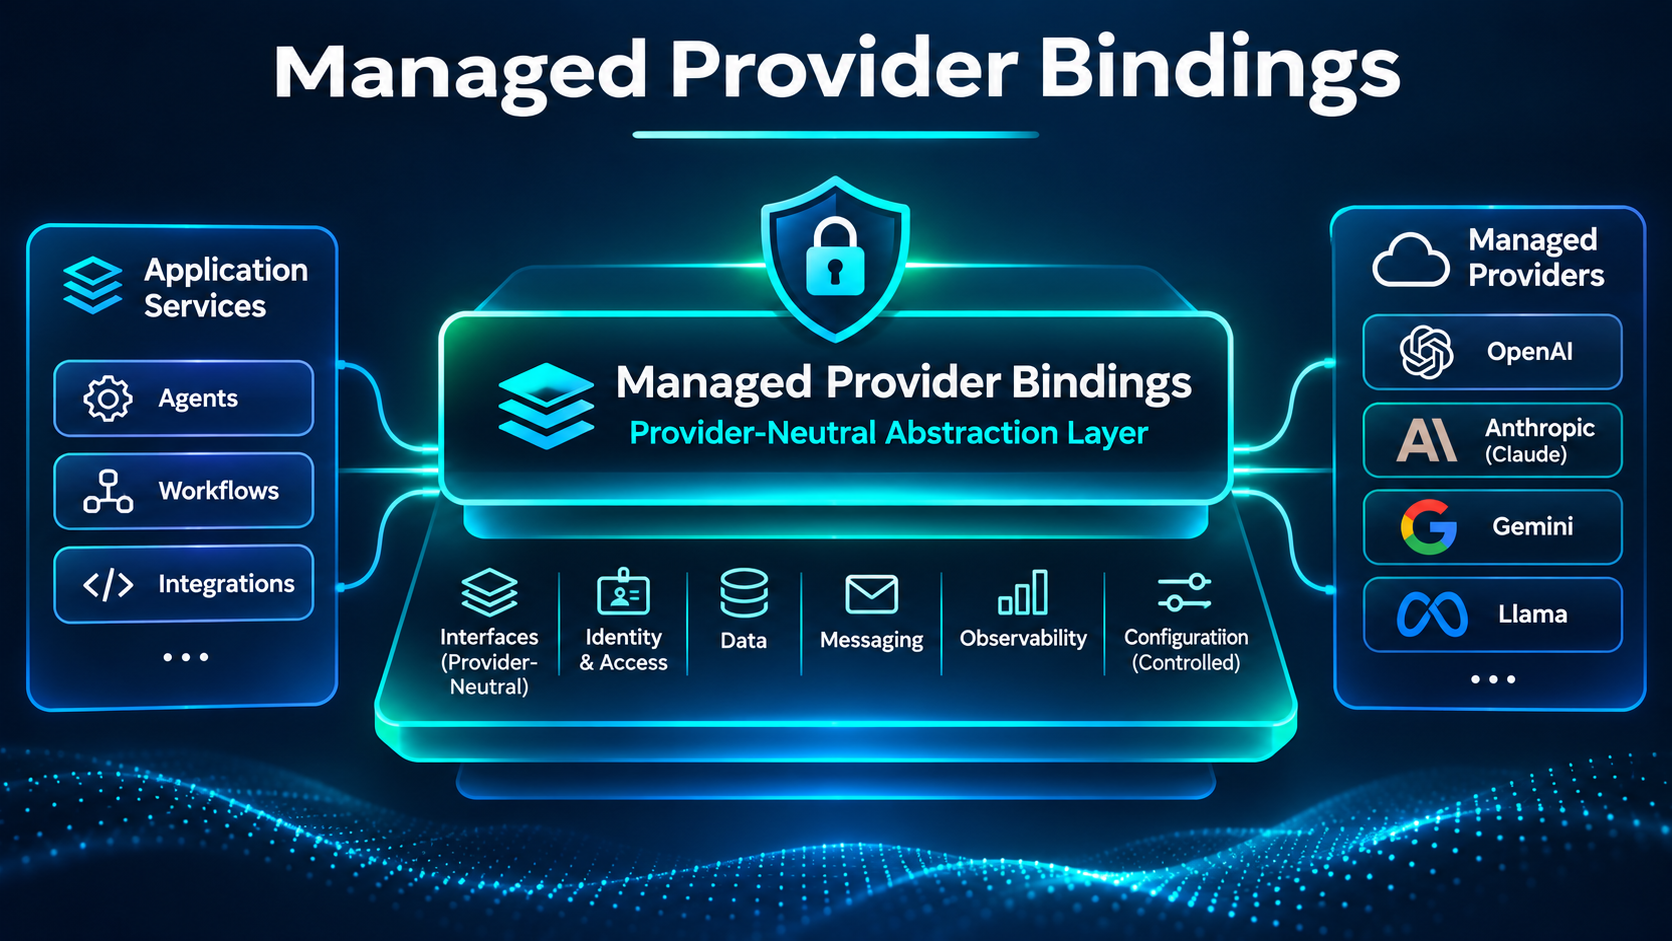 Managed Provider Bindings
Application
Services
Agents
Workflows
Integrations
Managed Provider Bindings
Provider-Neutral Abstraction Layer
Interfaces
(Provider-
Neutral)
Identity
& Access
Data
Messaging
Observability
Configuratiion
(Controlled)
Managed
Providers
OpenAI
Anthropic
(Claude)
Gemini
Llama